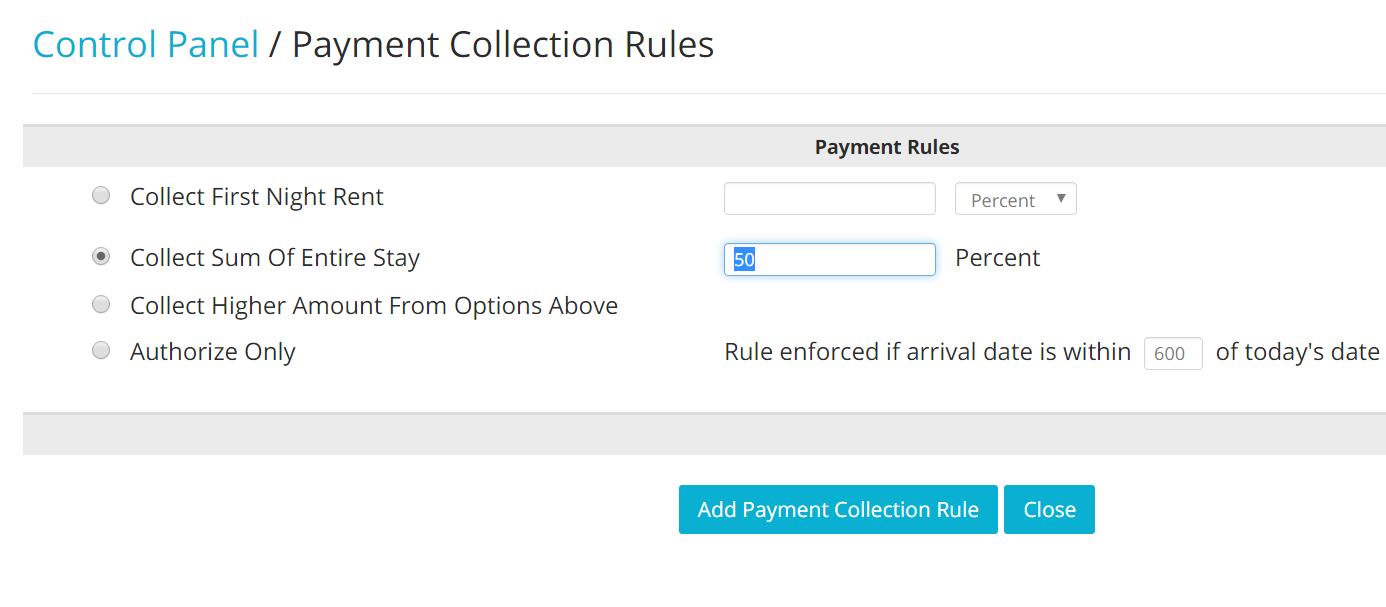 Control Panel / Payment Collection Rules
Payment Rules
Collect First Night Rent Percent
Collect Sum Of Entire Stay 50 Percent
Collect Higher Amount From Options Above
Authorize Only Rule enforced if arrival date is within 600 of today's date
Add Payment Collection Rule Close